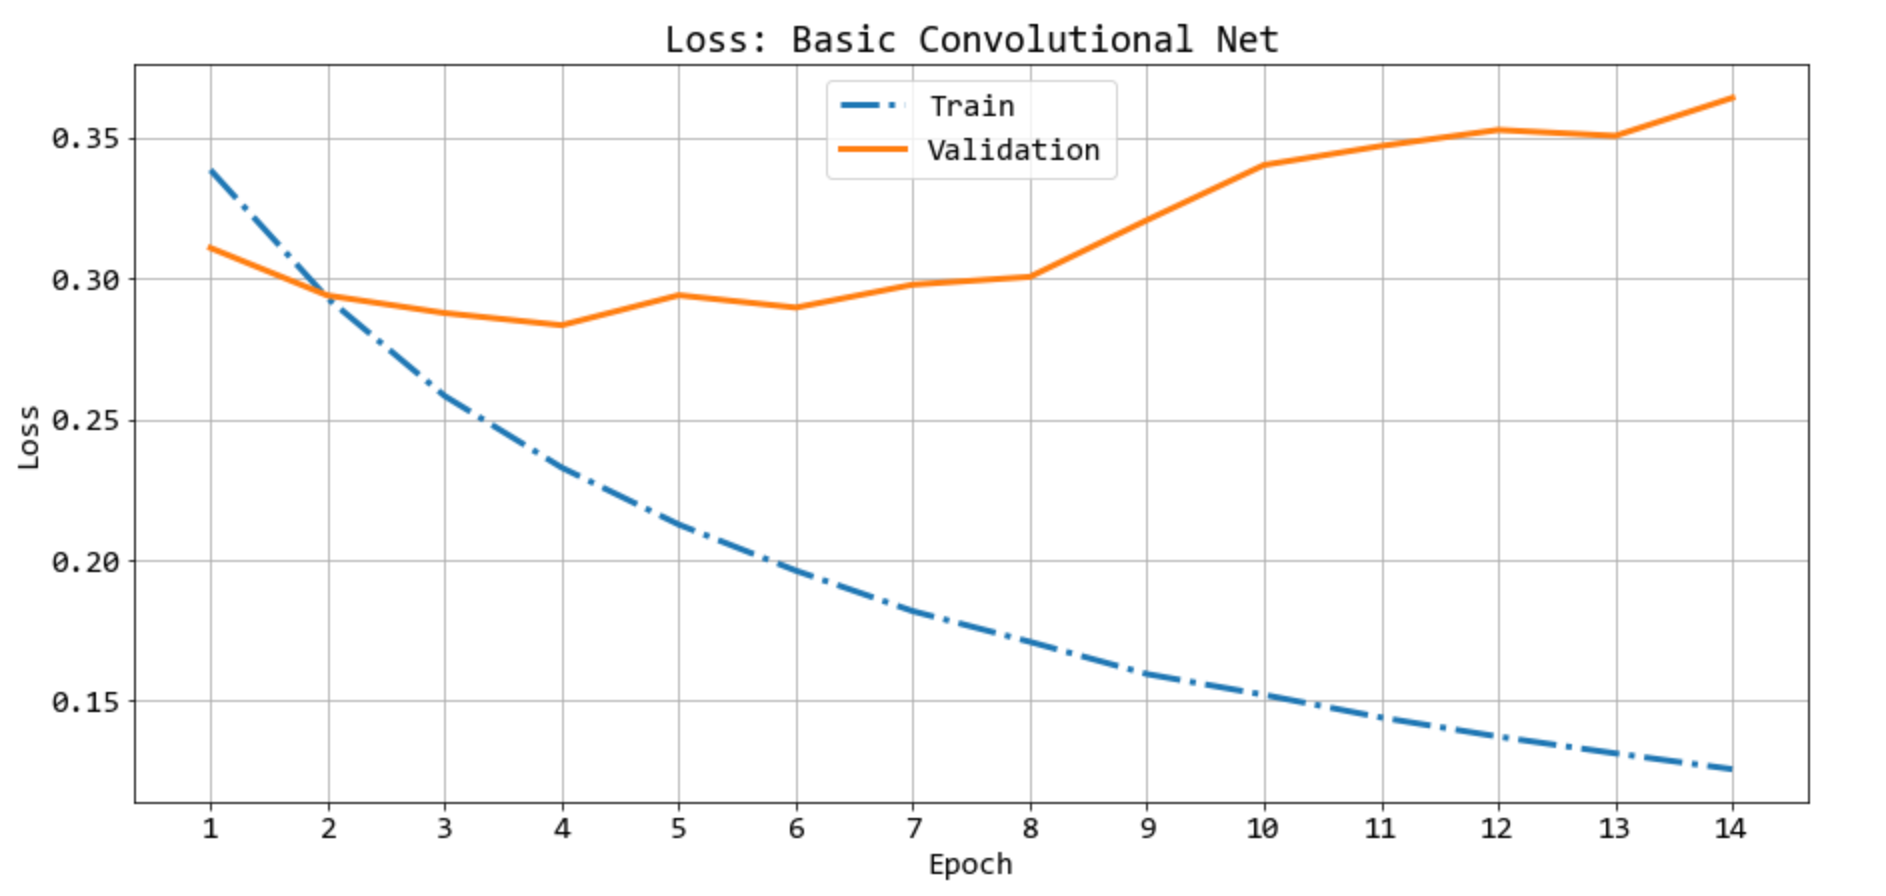 Loss: Basic Convolutional Net
Train
Validation
0.35
0.30
0.25
0.20
0.15
Loss
1 2 3 4 5 6 7 8 9 10 11 12 13 14
Epoch